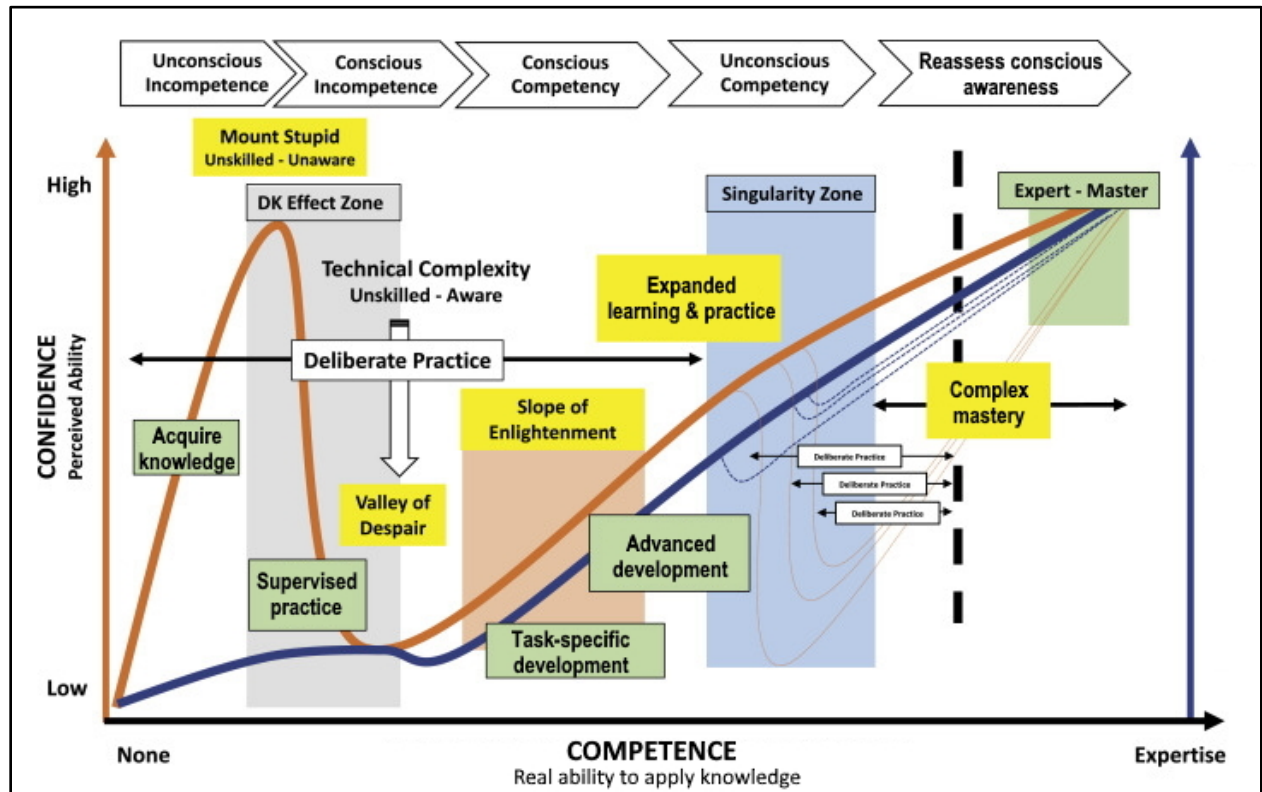 Unconscious
Incompetence
Conscious
Incompetence
Conscious
Competency
Unconscious
Competency
Reassess conscious
awareness
Mount Stupid
Unskilled - Unaware
High
DK Effect Zone
Singularity Zone
Expert - Master
Technical Complexity
Unskilled - Aware
Expanded
learning & practice
Deliberate Practice
CONFIDENCE
Perceived Ability
Slope of
Enlightenment
Complex
mastery
Acquire
knowledge
Deliberate Practice
Deliberate Practice
Deliberate Practice
Valley of
Despair
Advanced
development
Supervised
practice
Task-specific
development
Low
None
COMPETENCE
Real ability to apply knowledge
Expertise